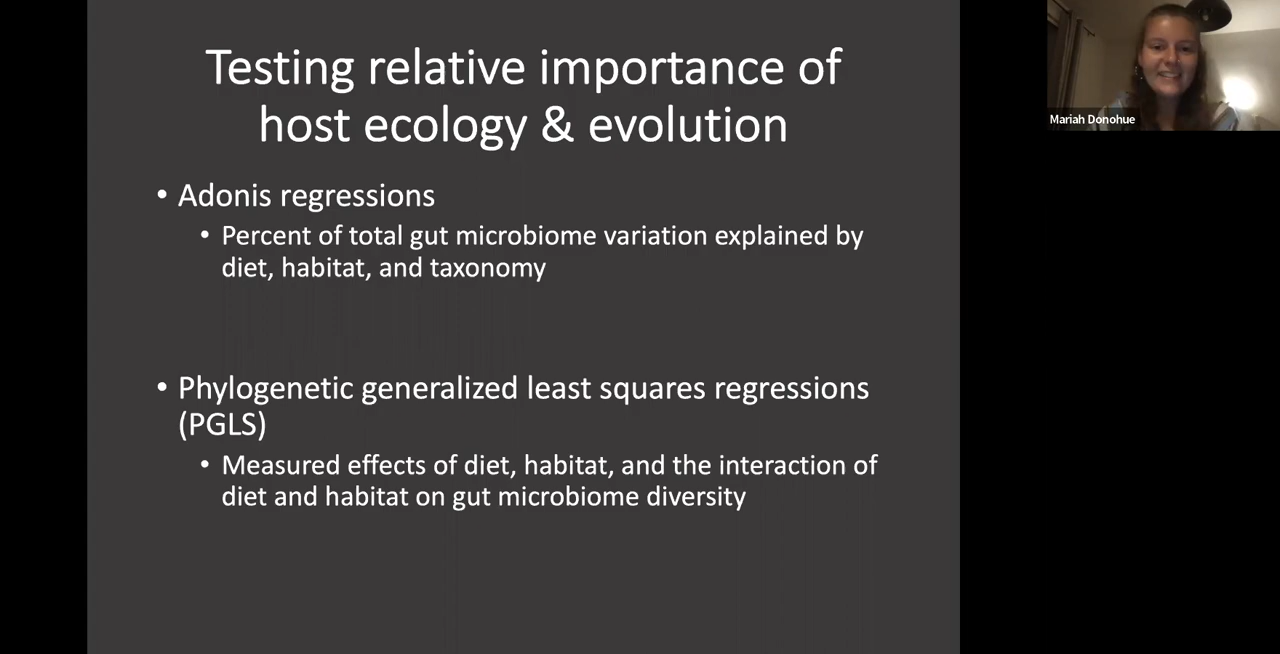 Testing relative importance of
host ecology & evolution
• Adonis regressions
• Percent of total gut microbiome variation explained by
diet, habitat, and taxonomy
• Phylogenetic generalized least squares regressions
(PGLS)
• Measured effects of diet, habitat, and the interaction of
diet and habitat on gut microbiome diversity
Mariah Donohue